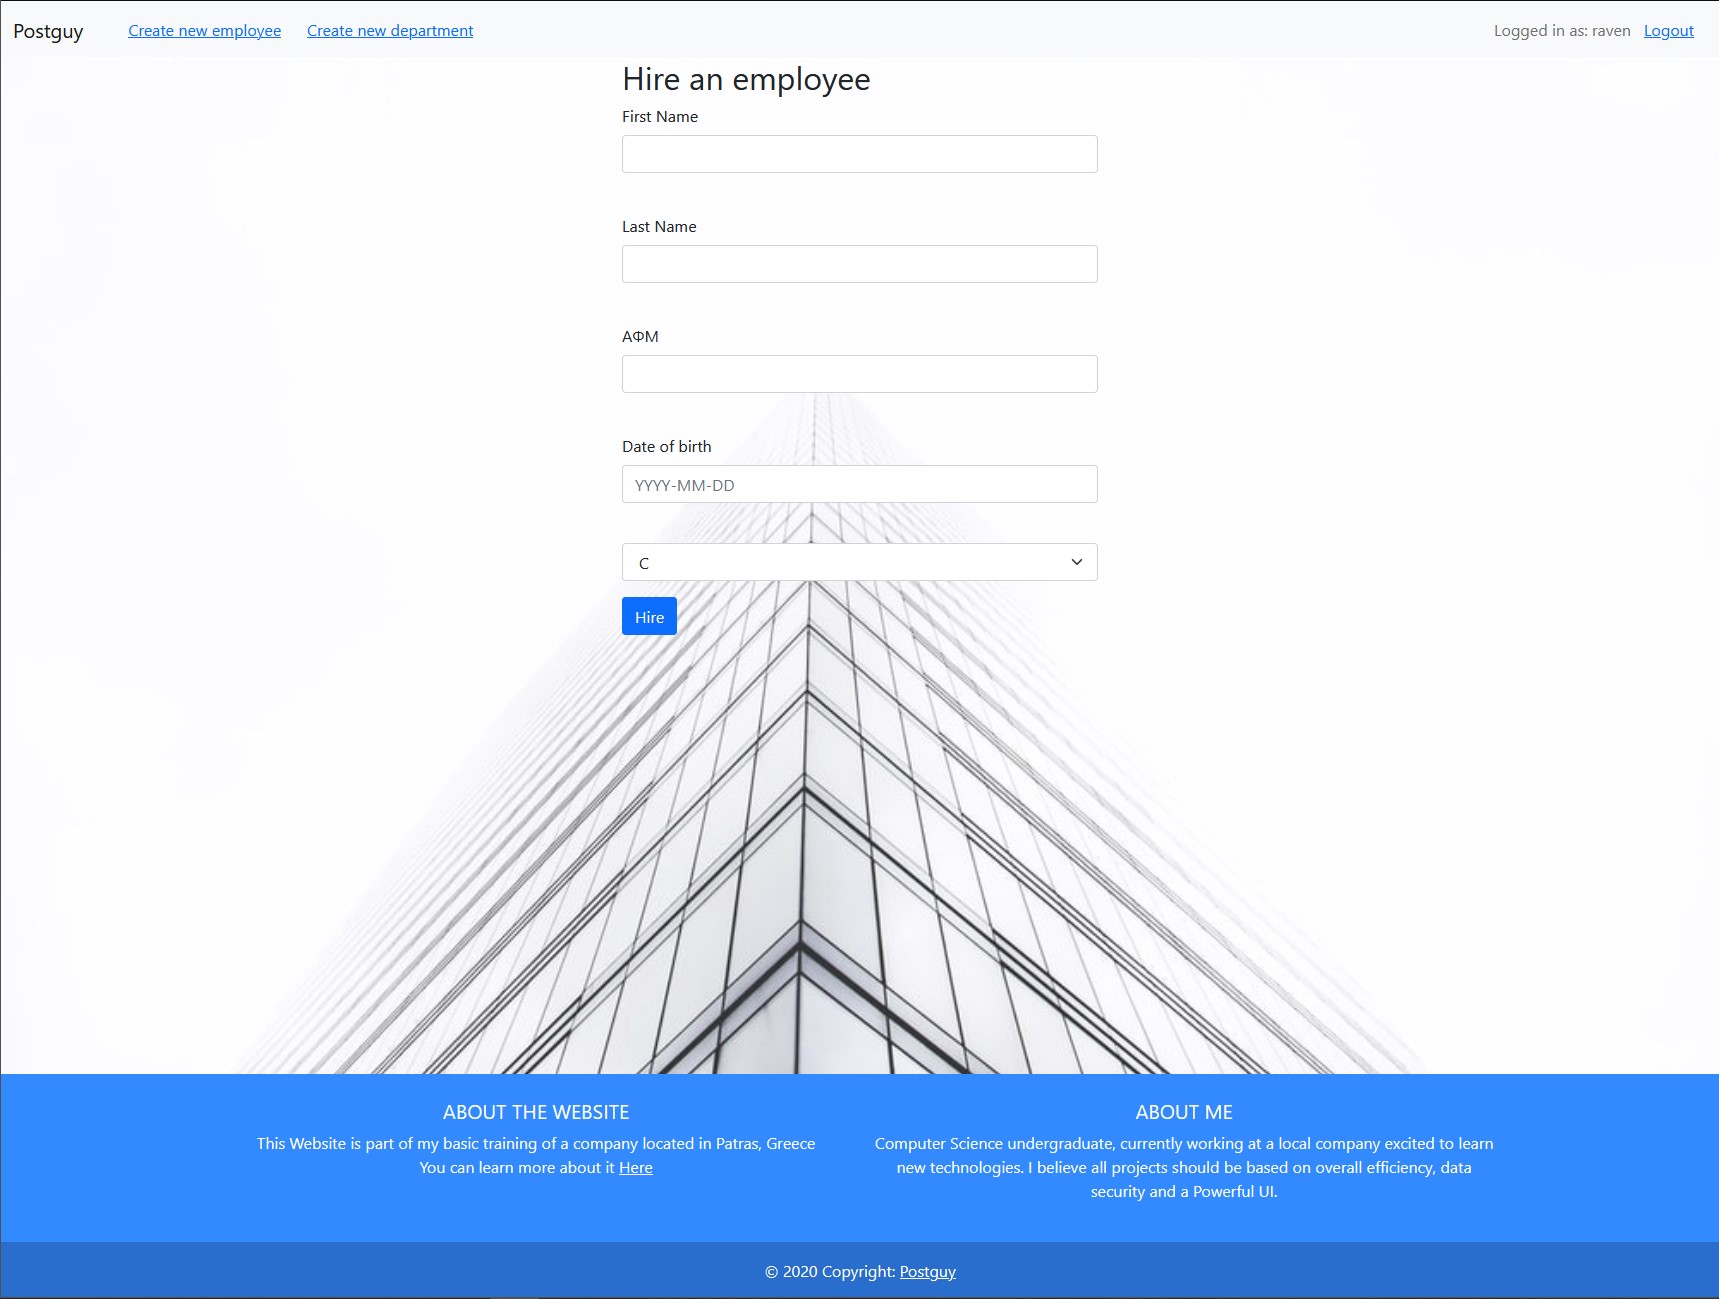 Postguy Create new employee Create new department Logged in as: raven Logout
Hire an employee
First Name
Last Name
ΑΦΜ
Date of birth
YYYY-MM-DD
C
Hire
ABOUT THE WEBSITE
This Website is part of my basic training of a company located in Patras, Greece
You can learn more about it Here
ABOUT ME
Computer Science undergraduate, currently working at a local company excited to learn
new technologies. I believe all projects should be based on overall efficiency, data
security and a Powerful UI.
© 2020 Copyright: Postguy